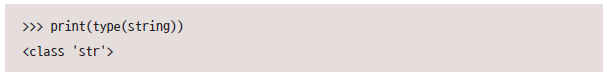 >>> print(type(string))
<class 'str'>